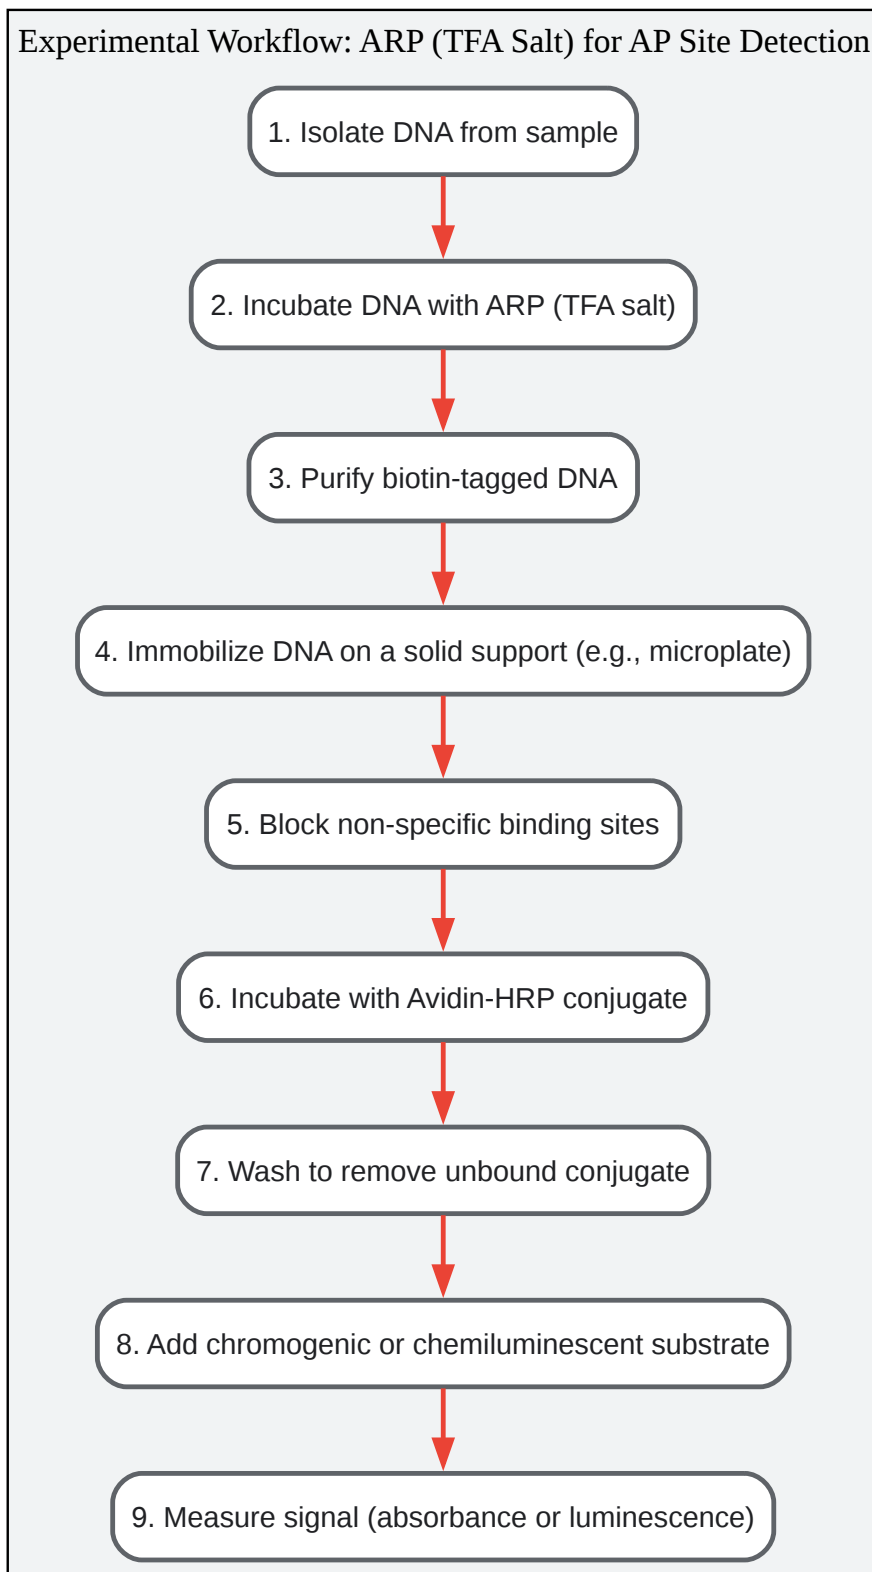 Experimental Workflow: ARP (TFA Salt) for AP Site Detection
1. Isolate DNA from sample
2. Incubate DNA with ARP (TFA salt)
3. Purify biotin-tagged DNA
4. Immobilize DNA on a solid support (e.g., microplate)
5. Block non-specific binding sites
6. Incubate with Avidin-HRP conjugate
7. Wash to remove unbound conjugate
8. Add chromogenic or chemiluminescent substrate
9. Measure signal (absorbance or luminescence)